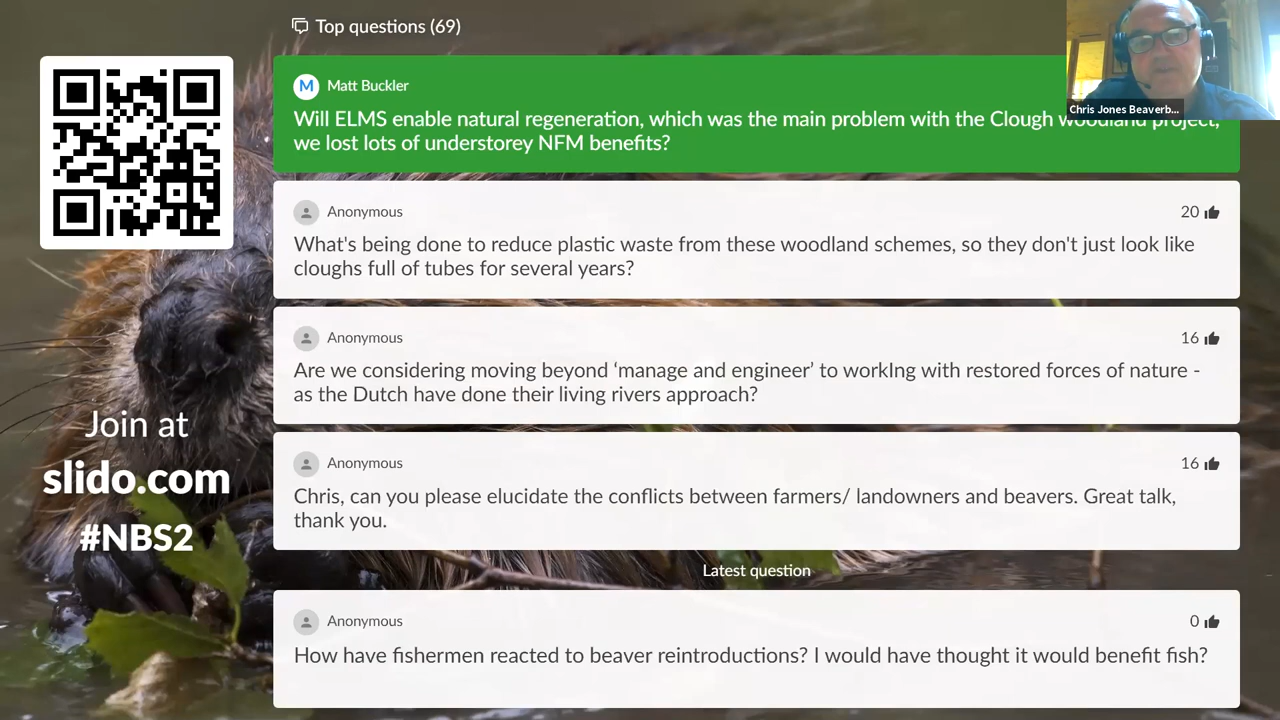 Top questions (69)
M Matt Buckler
Will ELMS enable natural regeneration, which was the main problem with the Clough woodland project,
we lost lots of understorey NFM benefits?
Chris Jones Beaverb...
Anonymous 20
What's being done to reduce plastic waste from these woodland schemes, so they don't just look like
cloughs full of tubes for several years?
Anonymous 16
Are we considering moving beyond ‘manage and engineer’ to workIng with restored forces of nature -
as the Dutch have done their living rivers approach?
Anonymous 16
Chris, can you please elucidate the conflicts between farmers/ landowners and beavers. Great talk,
thank you.
Join at
slido.com
#NBS2
Latest question
Anonymous 0
How have fishermen reacted to beaver reintroductions? I would have thought it would benefit fish?